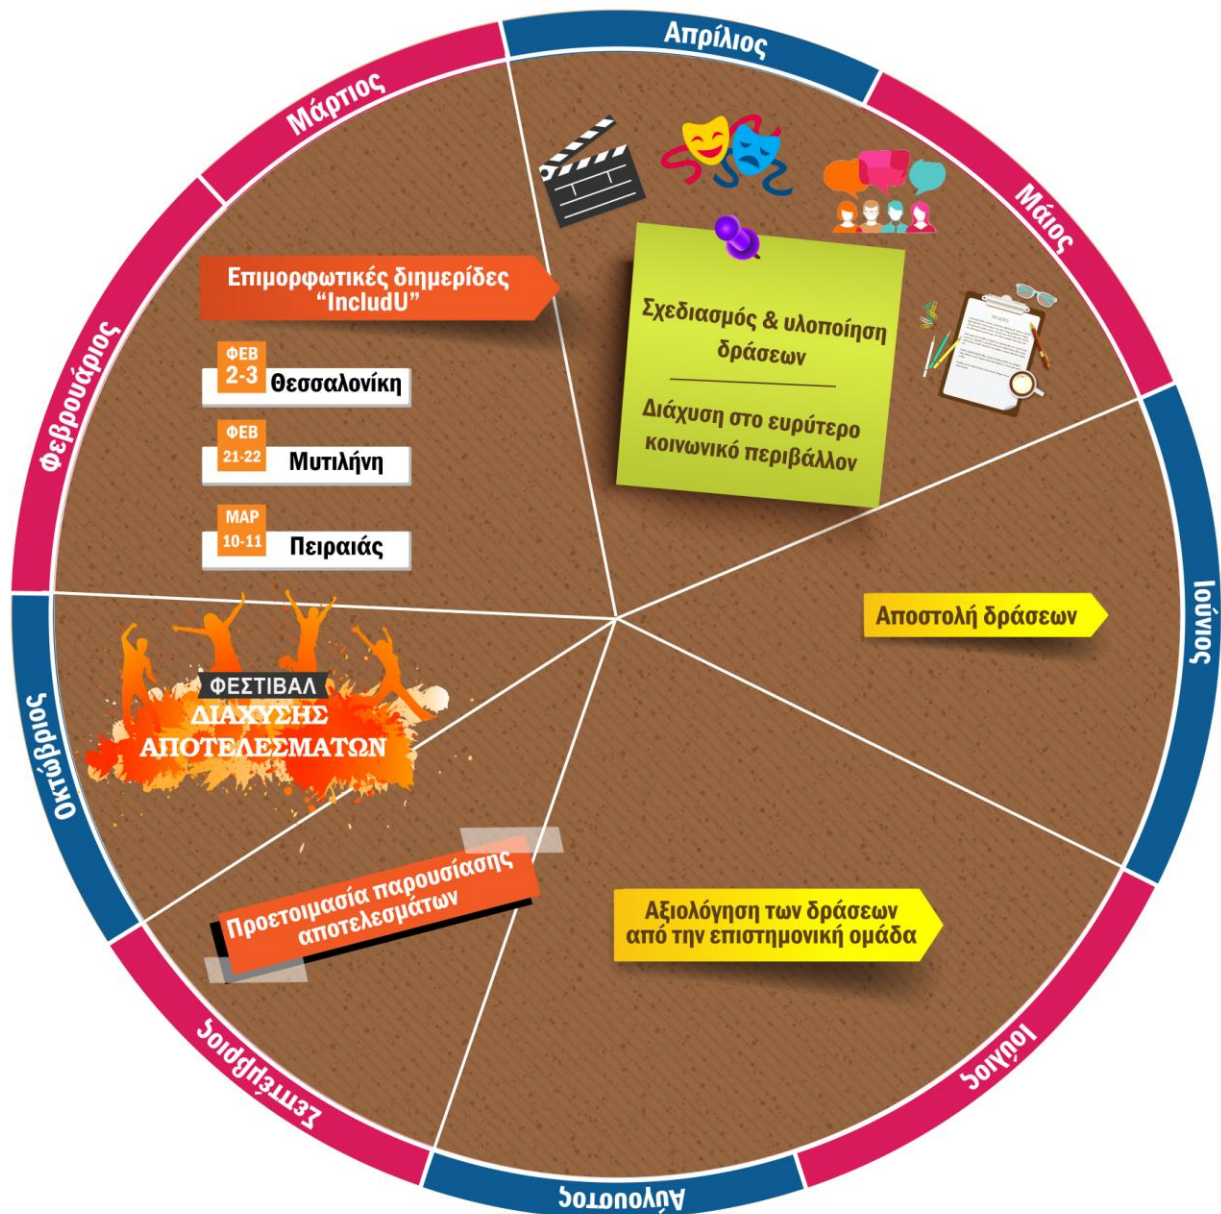 Απρίλιος
Μάρτιος
Μάιος
Φεβρουάριος
Επιμορφωτικές διημερίδες
“IncludU”
ΦΕΒ
2-3
Θεσσαλονίκη
ΦΕΒ
21-22
Μυτιλήνη
ΜΑΡ
10-11
Πειραιάς
Σχεδιασμός & υλοποίηση
δράσεων
Διάχυση στο ευρύτερο
κοινωνικό περιβάλλον
Ιούνιος
Αποστολή δράσεων
Οκτώβριος
ΦΕΣΤΙΒΑΛ
ΔΙΑΧΥΣΗΣ
ΑΠΟΤΕΛΕΣΜΑΤΩΝ
Προετοιμασία παρουσίασης
αποτελεσμάτων
Αξιολόγηση των δράσεων
από την επιστημονική ομάδα
Σεπτέμβριος
Ιούλιος
Αύγουστος